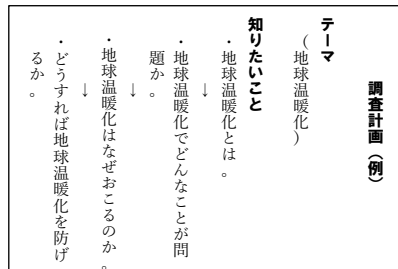 調査計画（例）
テーマ
（地球温暖化）
知りたいこと
・地球温暖化とは。
↓
・地球温暖化でどんなことが問
題か。
↓
・地球温暖化はなぜおこるのか。
↓
・どうすれば地球温暖化を防げ
るか。